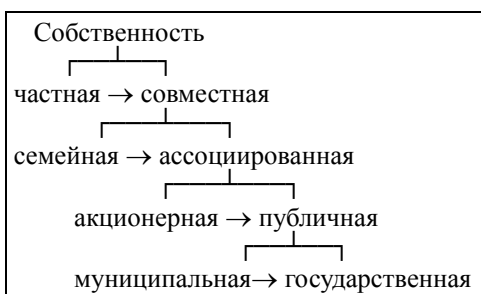 Собственность
частная → совместная
семейная → ассоциированная
акционерная → публичная
муниципальная→ государственная